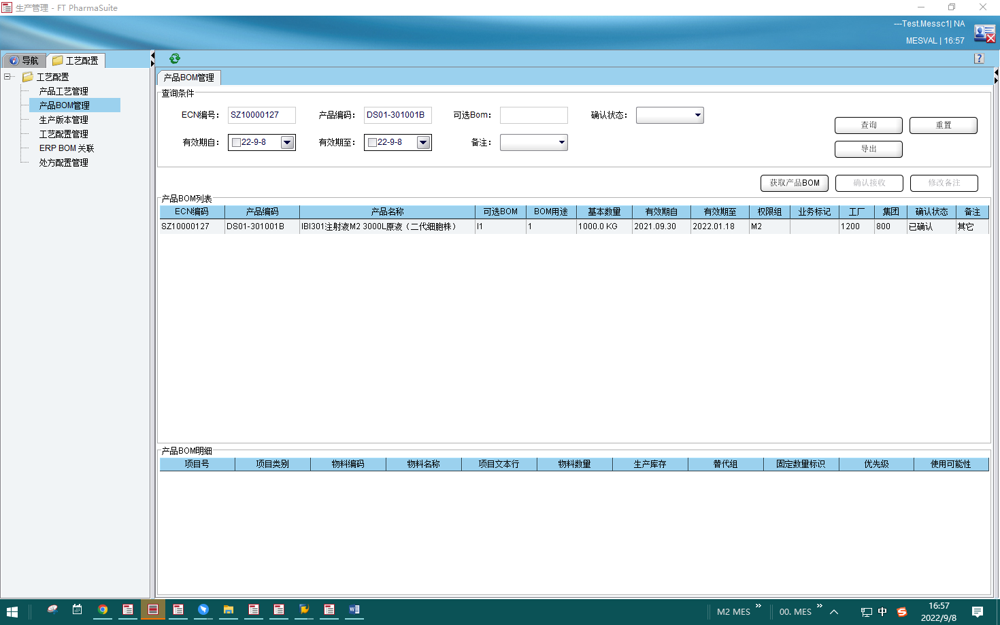 生产管理 - FT PharmaSuite
---Test.Messc1| NA
MESVAL | 16:57
导航 工艺配置
工艺配置
产品工艺管理
产品BOM管理
生产版本管理
工艺配置管理
ERP BOM 关联
处方配置管理
产品BOM管理
查询条件
ECN编号： SZ10000127 产品编码： DS01-301001B 可选Bom： 确认状态：
有效期自： 22-9-8 有效期至： 22-9-8 备注：
查询 重置
导出
获取产品BOM 确认接收 修改备注
产品BOM列表
ECN编码 产品编码 产品名称 可选BOM BOM用途 基本数量 有效期自 有效期至 权限组 业务标记 工厂 集团 确认状态 备注
SZ10000127 DS01-301001B IBI301注射液M2 3000L原液（二代细胞株） I1 1 1000.0 KG 2021.09.30 2022.01.18 M2 1200 800 已确认 其它
产品BOM明细
项目号 项目类别 物料编码 物料名称 项目文本行 物料数量 生产库存 替代组 固定数量标识 优先级 使用可能性
M2 MES 00. MES 中 16:57
2022/9/8